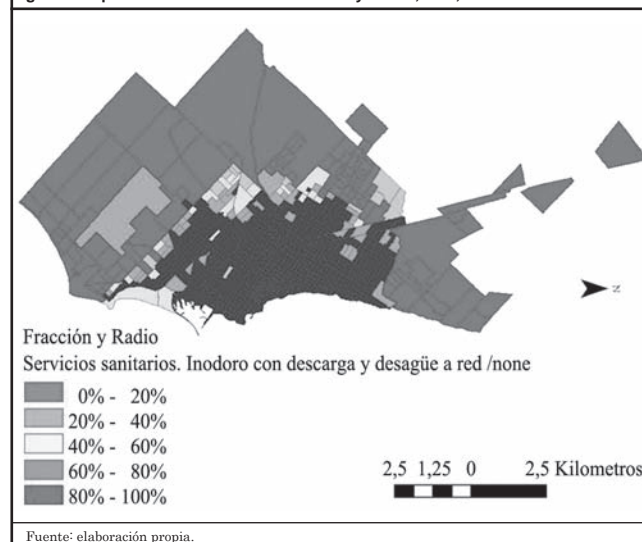 N
Fracción y Radio
Servicios sanitarios. Inodoro con descarga y desagüe a red /none
0% - 20%
20% - 40%
40% - 60%
60% - 80%
80% - 100%
2,5 1,25 0 2,5 Kilometros
Fuente: elaboración propia.